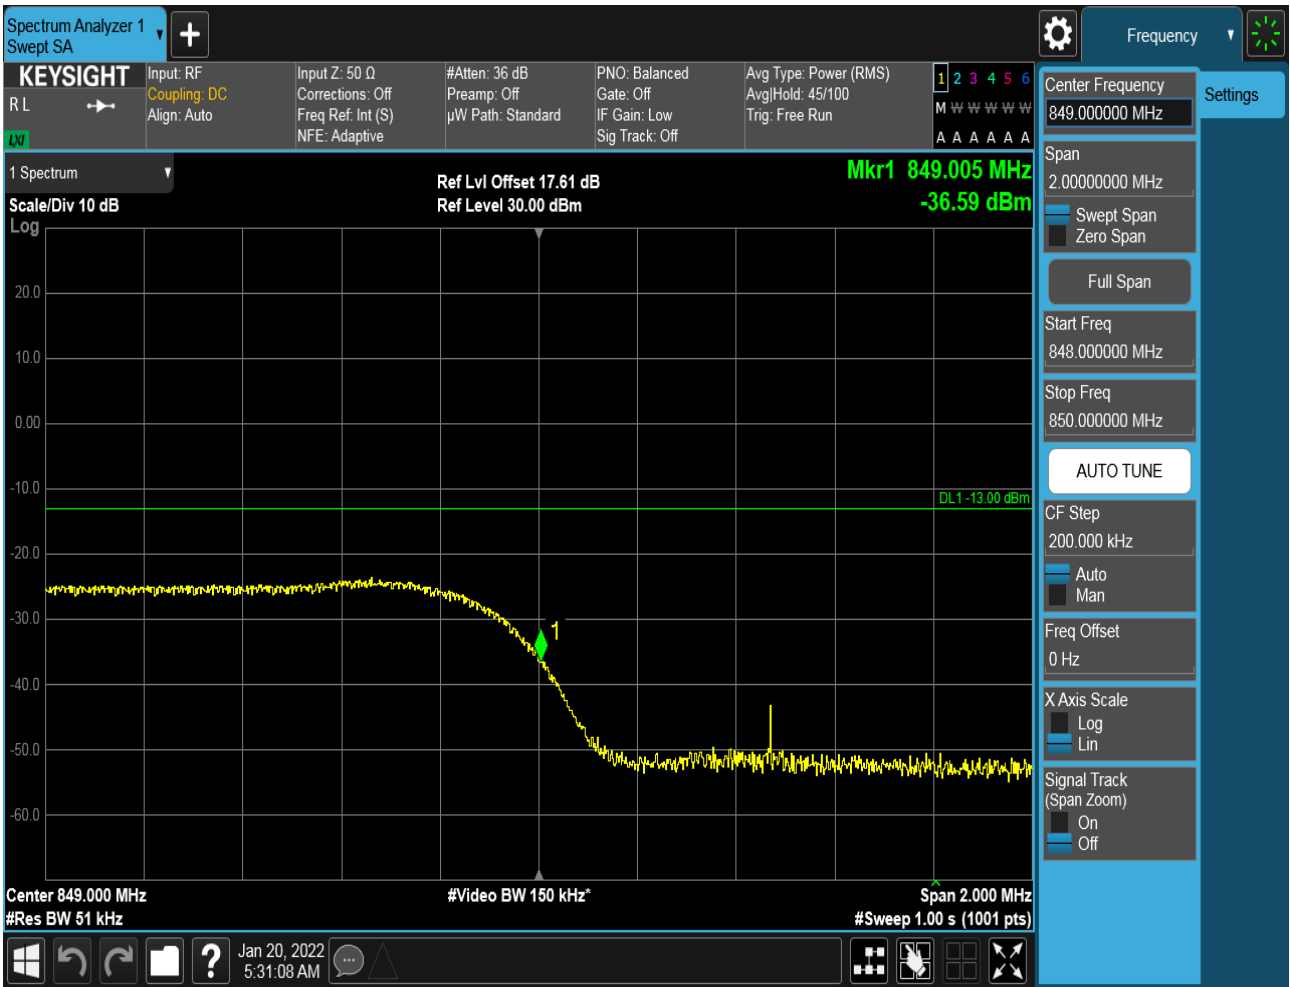 Spectrum Analyzer 1
Swept SA
Frequency
KEYSIGHT
R L
LXI
Input: RF
Coupling: DC
Align: Auto
Input Z: 50 Ω
Corrections: Off
Freq Ref: Int (S)
NFE: Adaptive
#Atten: 36 dB
Preamp: Off
µW Path: Standard
PNO: Balanced
Gate: Off
IF Gain: Low
Sig Track: Off
Avg Type: Power (RMS)
Avg|Hold: 45/100
Trig: Free Run
1 2 3 4 5 6
M W W W W W
A A A A A A
1 Spectrum
Scale/Div 10 dB
Log
Ref Lvl Offset 17.61 dB
Ref Level 30.00 dBm
Mkr1 849.005 MHz
-36.59 dBm
20.0
10.0
0.00
-10.0
-20.0
-30.0
-40.0
-50.0
-60.0
DL1 -13.00 dBm
1
Center 849.000 MHz
#Res BW 51 kHz
#Video BW 150 kHz*
Span 2.000 MHz
#Sweep 1.00 s (1001 pts)
Center Frequency
849.000000 MHz
Settings
Span
2.00000000 MHz
Swept Span
Zero Span
Full Span
Start Freq
848.000000 MHz
Stop Freq
850.000000 MHz
AUTO TUNE
CF Step
200.000 kHz
Auto
Man
Freq Offset
0 Hz
X Axis Scale
Log
Lin
Signal Track
(Span Zoom)
On
Off
?
Jan 20, 2022
5:31:08 AM